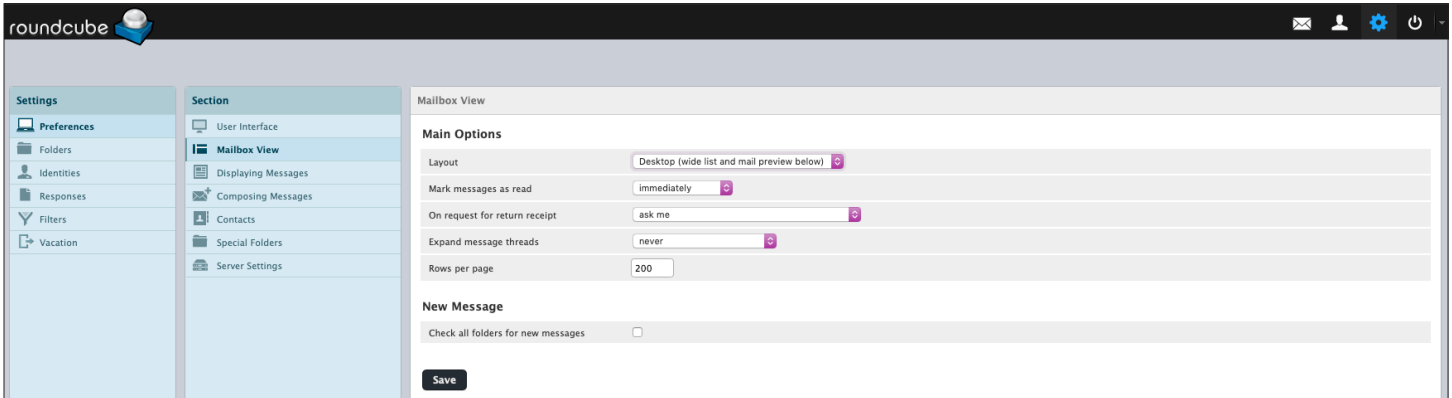 roundcube
Settings
Preferences
Folders
Identities
Responses
Filters
Vacation
Section
User Interface
Mailbox View
Displaying Messages
Composing Messages
Contacts
Special Folders
Server Settings
Mailbox View
Main Options
Layout Desktop (wide list and mail preview below)
Mark messages as read immediately
On request for return receipt ask me
Expand message threads never
Rows per page 200
New Message
Check all folders for new messages
Save